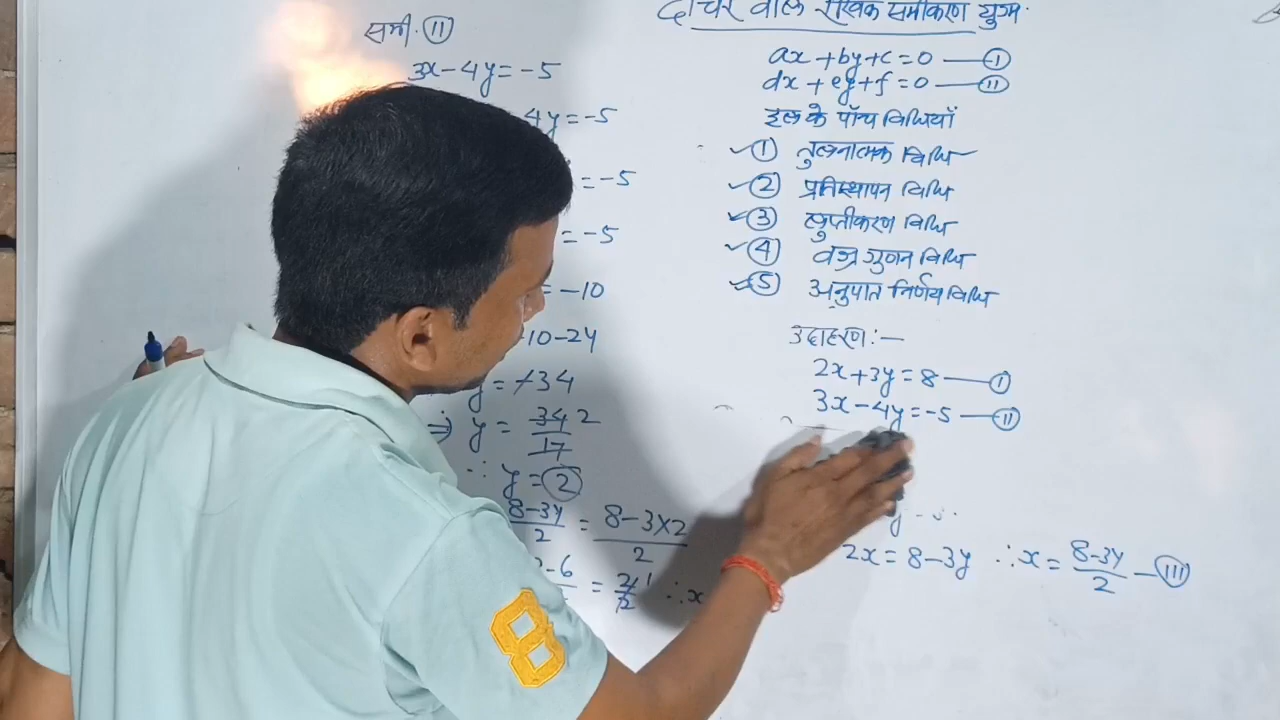 समी. (II)
3x - 4y = -5
4y = -5
= -5
= -5
= -10
10 - 24
y = -34
⇒ y = 34 2
17
∴ y = 2
8-3y = 8-3×2
2 2
-6 = 2 1 ∴ x
2
दो चर वाले रैखिक समीकरण युग्म
ax + by + c = 0 — (I)
dx + ey + f = 0 — (II)
हल के पाँच विधियाँ
(1) तुलनात्मक विधि
(2) प्रतिस्थापन विधि
(3) लुप्तीकरण विधि
(4) वज्र गुणन विधि
(5) अनुपात निर्णय विधि
उदाहरण :—
2x + 3y = 8 — (I)
3x - 4y = -5 — (II)
2x = 8 - 3y ∴ x = 8-3y — (III)
2
8